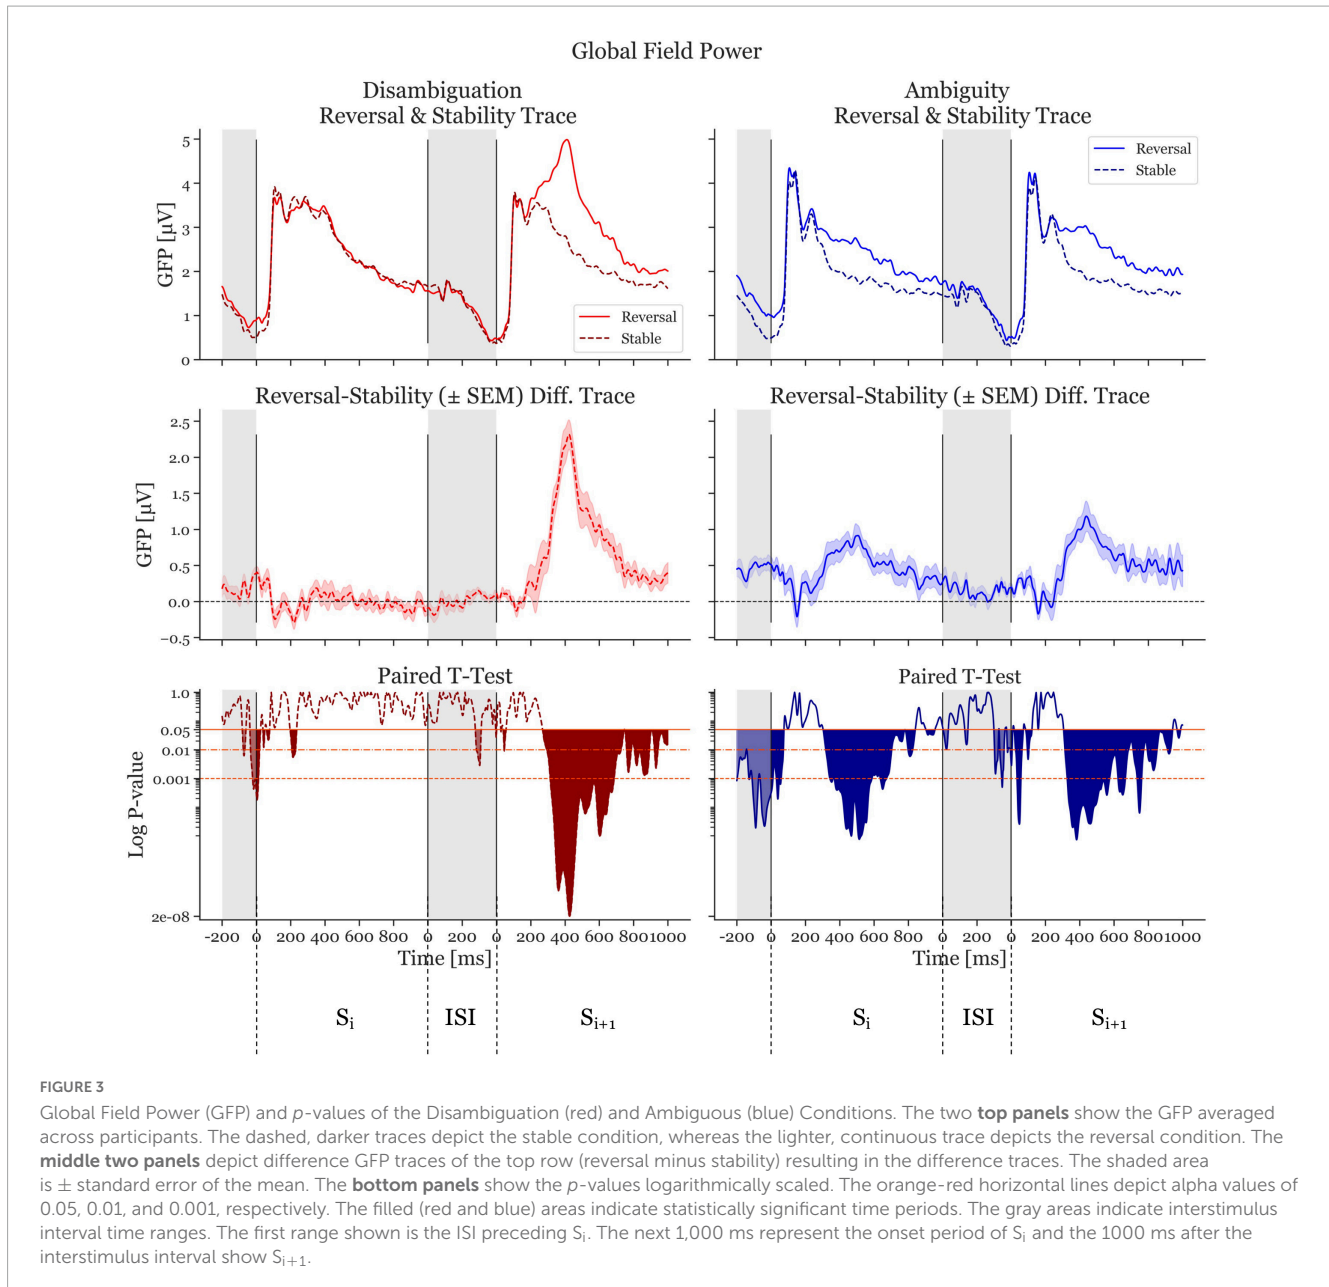 Global Field Power
Disambiguation
Reversal & Stability Trace
Ambiguity
Reversal & Stability Trace
GFP [µV]
5
4
3
2
1
0
Reversal
Stable
Reversal
Stable
Reversal-Stability (± SEM) Diff. Trace
Reversal-Stability (± SEM) Diff. Trace
GFP [µV]
2.5
2.0
1.5
1.0
0.5
0.0
−0.5
Paired T-Test
Paired T-Test
Log P-value
1.0
0.05
0.01
0.001
2e-08
-200 0 200 400 600 800 0 200 0 200 400 600 800 1000
-200 0 200 400 600 800 0 200 0 200 400 600 800 1000
Time [ms]
Time [ms]
Si ISI Si+1
Si ISI Si+1
FIGURE 3
Global Field Power (GFP) and p-values of the Disambiguation (red) and Ambiguous (blue) Conditions. The two top panels show the GFP averaged
across participants. The dashed, darker traces depict the stable condition, whereas the lighter, continuous trace depicts the reversal condition. The
middle two panels depict difference GFP traces of the top row (reversal minus stability) resulting in the difference traces. The shaded area
is ± standard error of the mean. The bottom panels show the p-values logarithmically scaled. The orange-red horizontal lines depict alpha values of
0.05, 0.01, and 0.001, respectively. The filled (red and blue) areas indicate statistically significant time periods. The gray areas indicate interstimulus
interval time ranges. The first range shown is the ISI preceding Si. The next 1,000 ms represent the onset period of Si and the 1000 ms after the
interstimulus interval show Si+1.